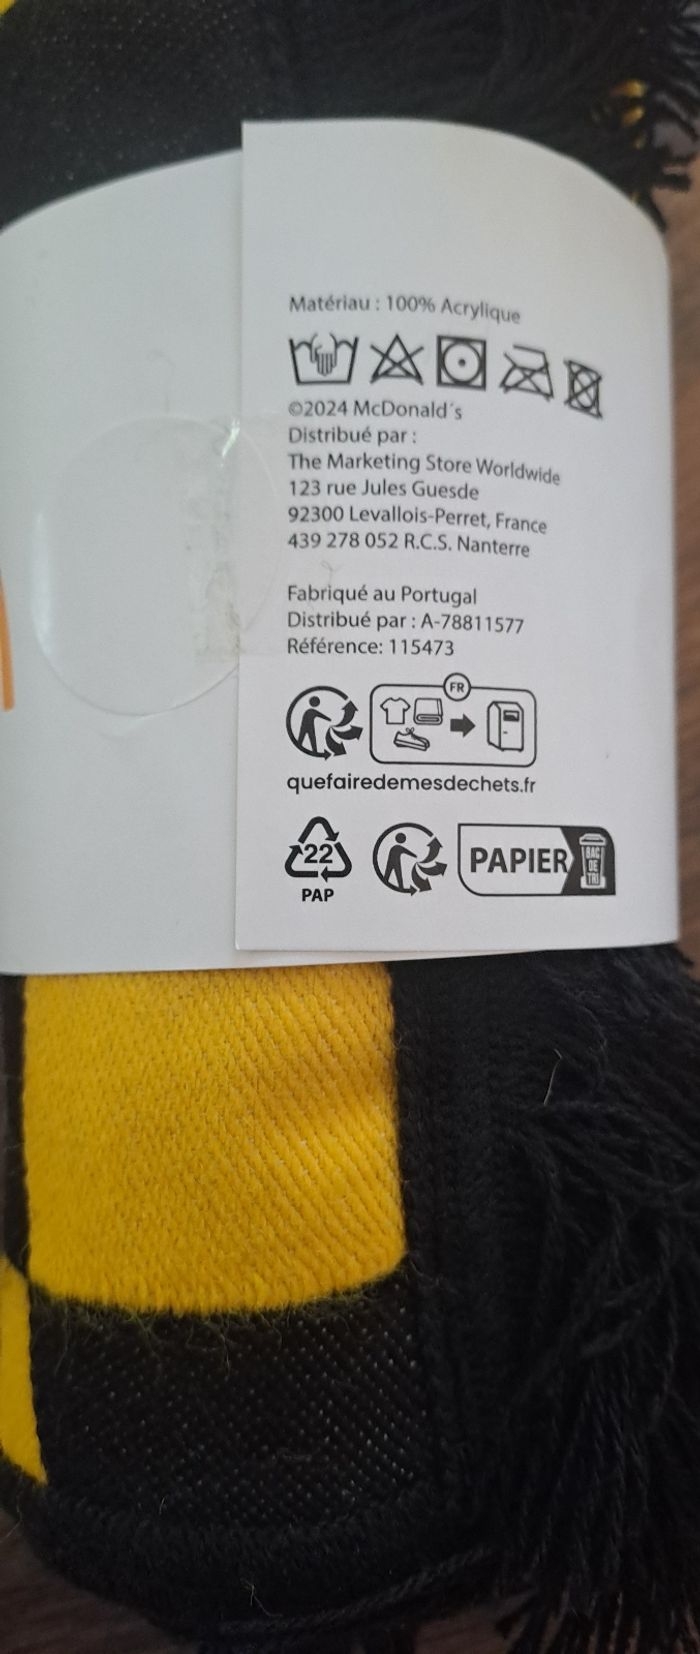 Matériau : 100% Acrylique
©2024 McDonald´s
Distribué par :
The Marketing Store Worldwide
123 rue Jules Guesde
92300 Levallois-Perret, France
439 278 052 R.C.S. Nanterre
Fabriqué au Portugal
Distribué par : A-78811577
Référence: 115473
FR
quefairedemesdechets.fr
22
PAP
PAPIER
BAC
DE
TRI